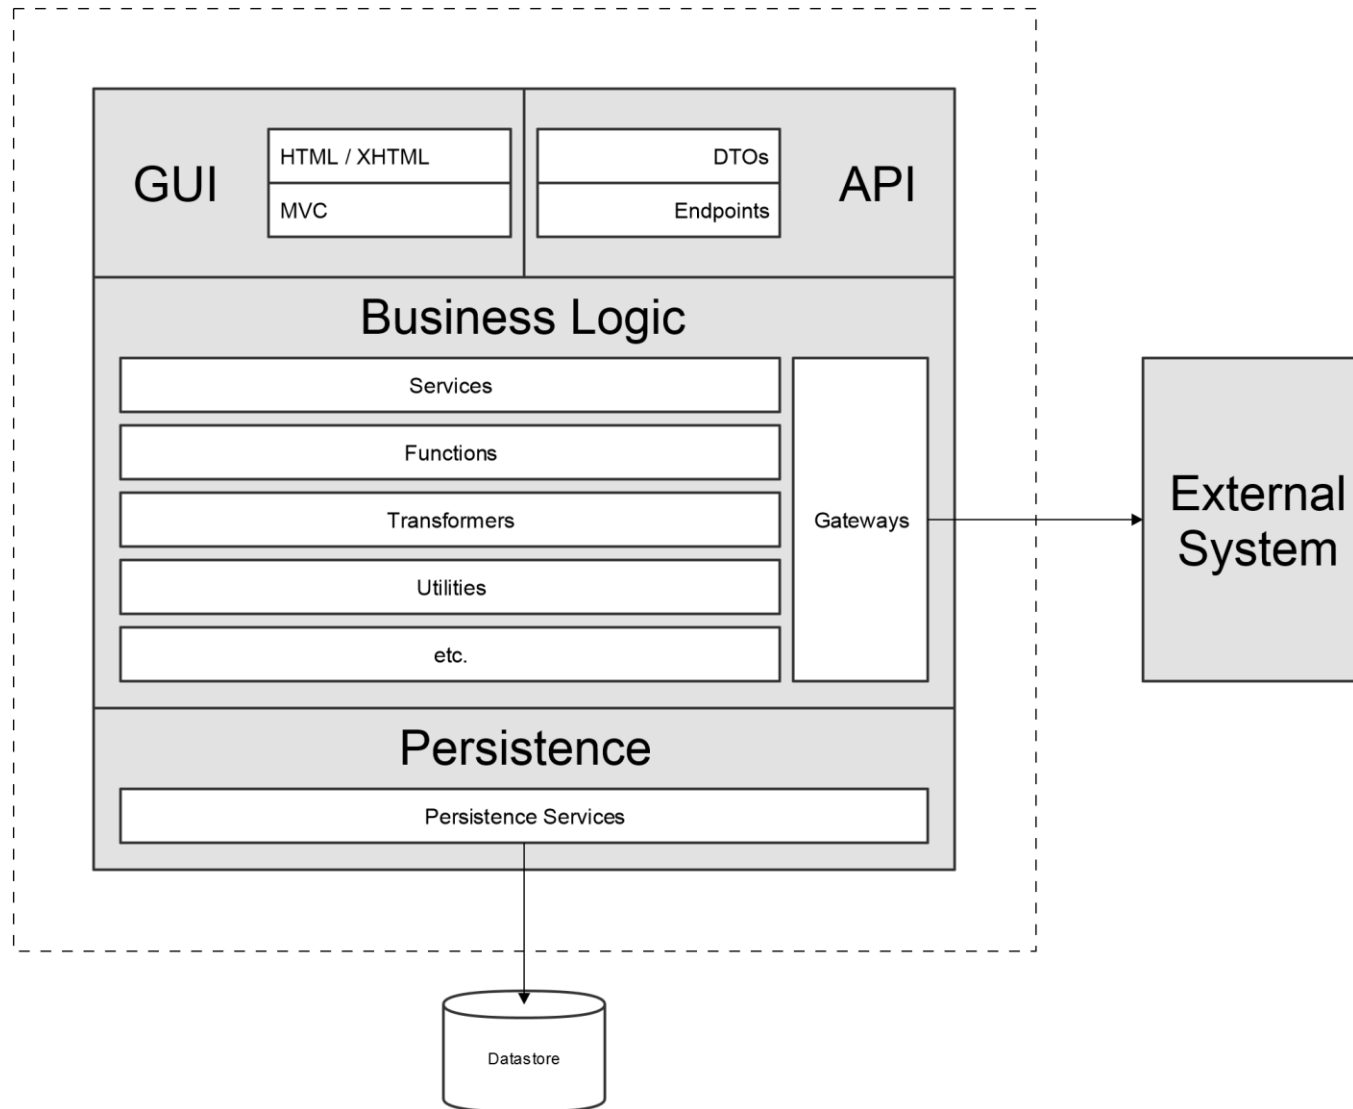 GUI
HTML / XHTML
MVC
DTOs
Endpoints
API
Business Logic
Services
Functions
Transformers
Utilities
etc.
Gateways
External
System
Persistence
Persistence Services
Datastore